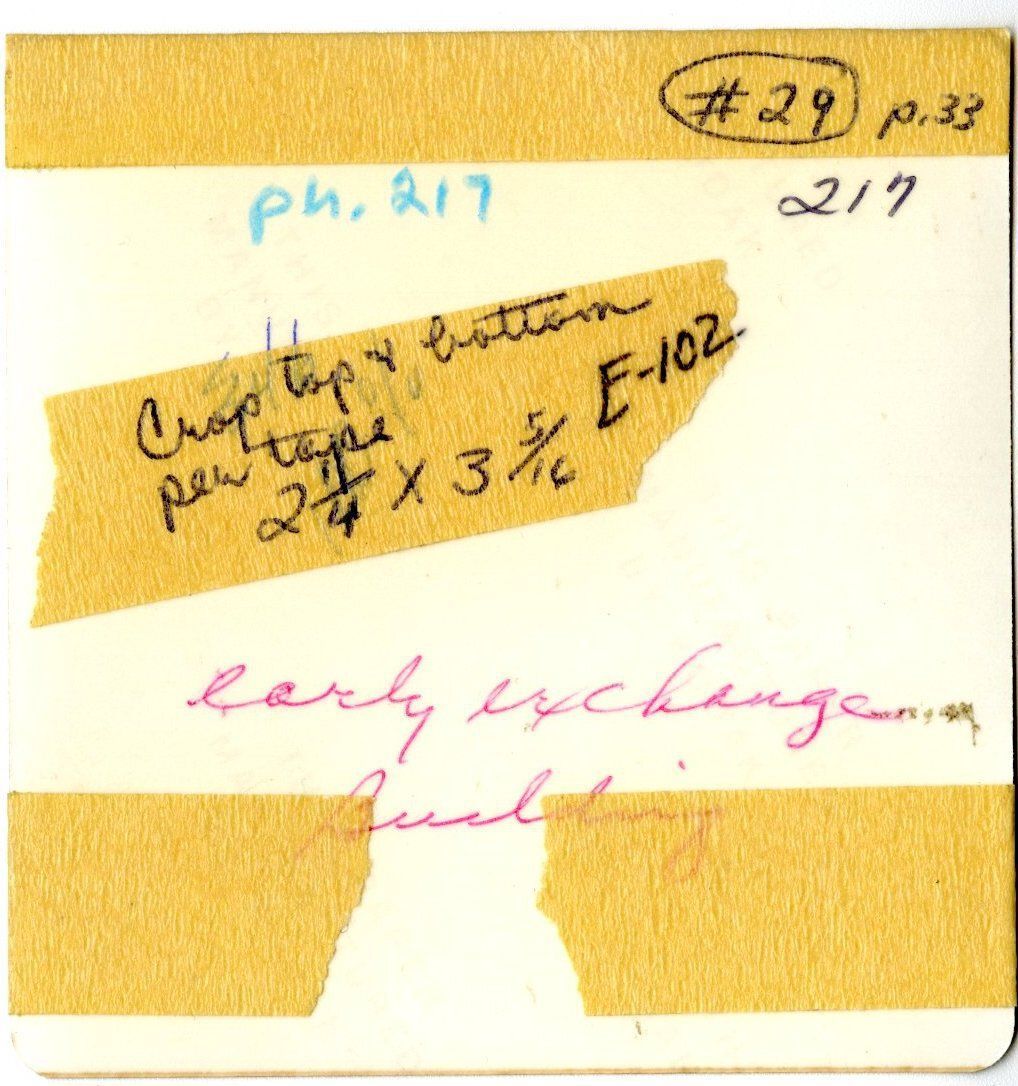 #29 p.33
ph. 217 217
Crop top & bottom
per tape E-102
2 1/4 X 3 5/16
early exchange
building